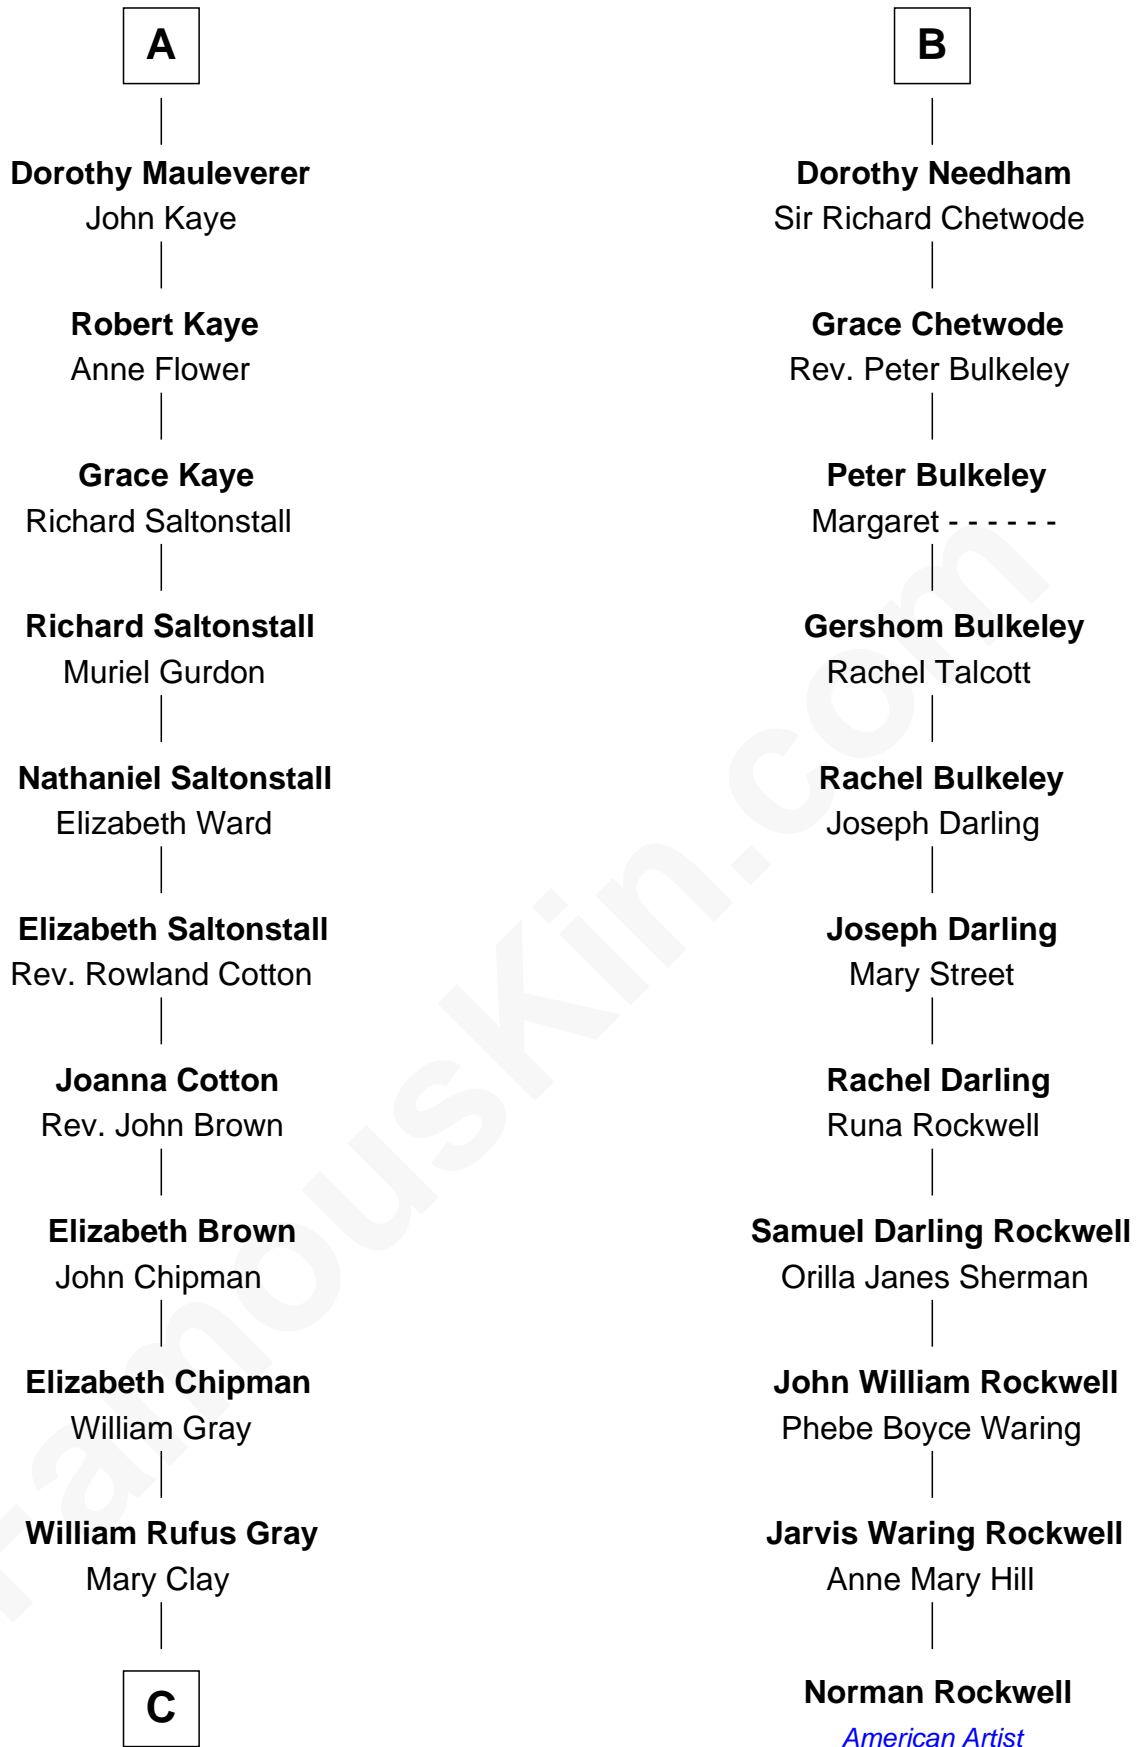 A
Dorothy Mauleverer
John Kaye
Robert Kaye
Anne Flower
Grace Kaye
Richard Saltonstall
Richard Saltonstall
Muriel Gurdon
Nathaniel Saltonstall
Elizabeth Ward
Elizabeth Saltonstall
Rev. Rowland Cotton
Joanna Cotton
Rev. John Brown
Elizabeth Brown
John Chipman
Elizabeth Chipman
William Gray
William Rufus Gray
Mary Clay
C
B
Dorothy Needham
Sir Richard Chetwode
Grace Chetwode
Rev. Peter Bulkeley
Peter Bulkeley
Margaret - - - - - -
Gershom Bulkeley
Rachel Talcott
Rachel Bulkeley
Joseph Darling
Joseph Darling
Mary Street
Rachel Darling
Runa Rockwell
Samuel Darling Rockwell
Orilla Janes Sherman
John William Rockwell
Phebe Boyce Waring
Jarvis Waring Rockwell
Anne Mary Hill
Norman Rockwell
American Artist
FamousKin.com